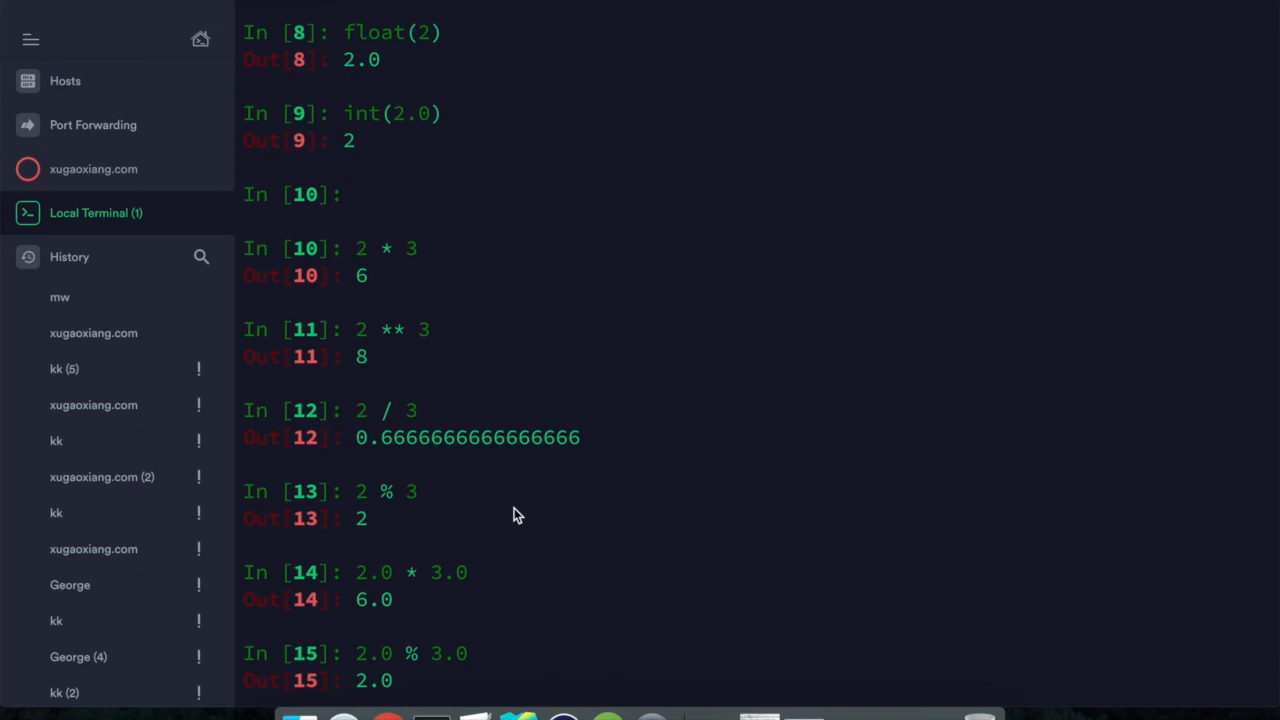 Hosts
Port Forwarding
xugaoxiang.com
Local Terminal (1)
History
mw
xugaoxiang.com
kk (5)
xugaoxiang.com
kk
xugaoxiang.com (2)
kk
xugaoxiang.com
George
kk
George (4)
kk (2)
In [8]: float(2)
Out[8]: 2.0
In [9]: int(2.0)
Out[9]: 2
In [10]:
In [10]: 2 * 3
Out[10]: 6
In [11]: 2 ** 3
Out[11]: 8
In [12]: 2 / 3
Out[12]: 0.6666666666666666
In [13]: 2 % 3
Out[13]: 2
In [14]: 2.0 * 3.0
Out[14]: 6.0
In [15]: 2.0 % 3.0
Out[15]: 2.0